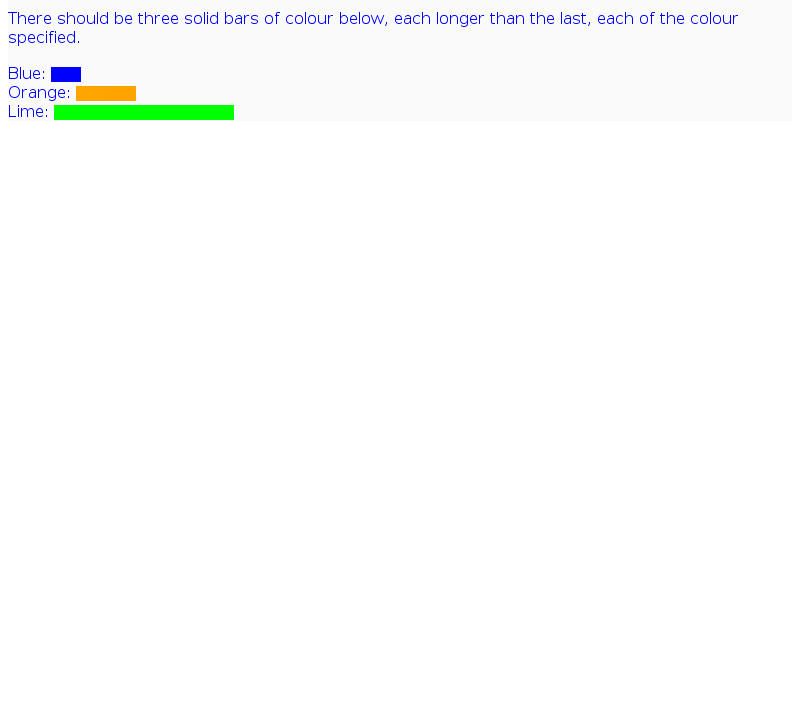 There should be three solid bars of colour below, each longer than the last, each of the colour
specified.
Blue:
Orange:
Lime: